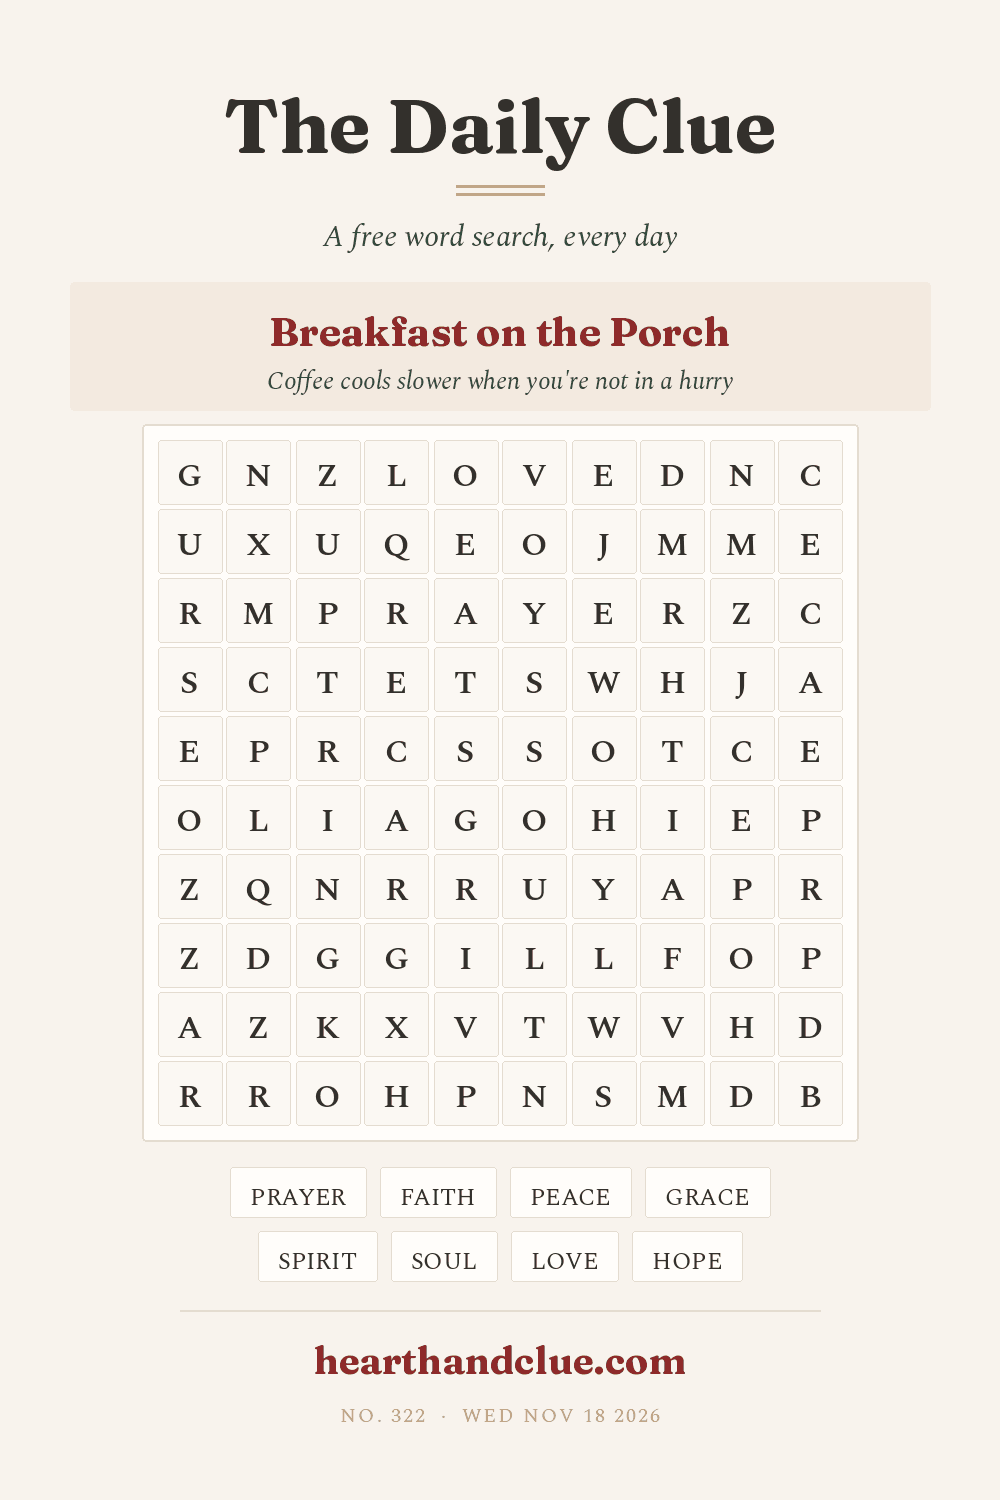 The Daily Clue
A free word search, every day
Breakfast on the Porch
Coffee cools slower when you're not in a hurry
G N Z L O V E D N C
U X U Q E O J M M E
R M P R A Y E R Z C
S C T E T S W H J A
E P R C S S O T C E
O L I A G O H I E P
Z Q N R R U Y A P R
Z D G G I L L F O P
A Z K X V T W V H D
R R O H P N S M D B
PRAYER FAITH PEACE GRACE
SPIRIT SOUL LOVE HOPE
hearthandclue.com
NO. 322 · WED NOV 18 2026